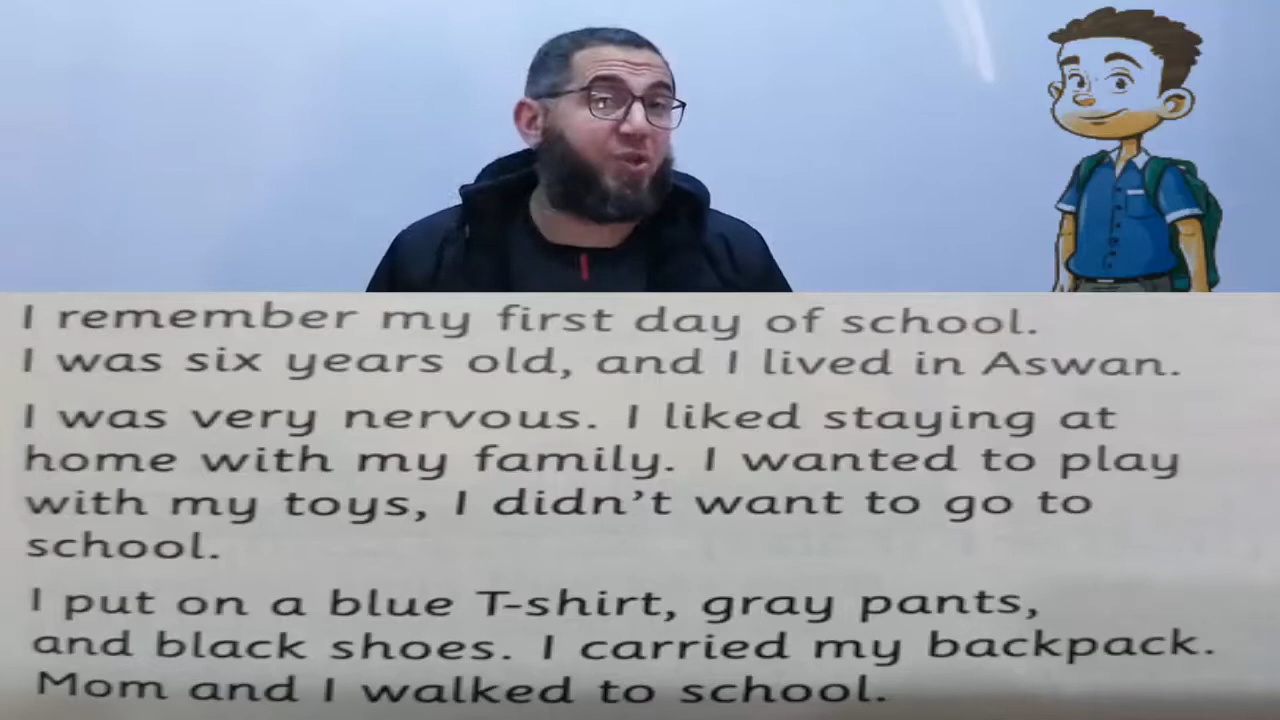 I remember my first day of school.
I was six years old, and I lived in Aswan.
I was very nervous. I liked staying at
home with my family. I wanted to play
with my toys, I didn't want to go to
school.
I put on a blue T-shirt, gray pants,
and black shoes. I carried my backpack.
Mom and I walked to school.